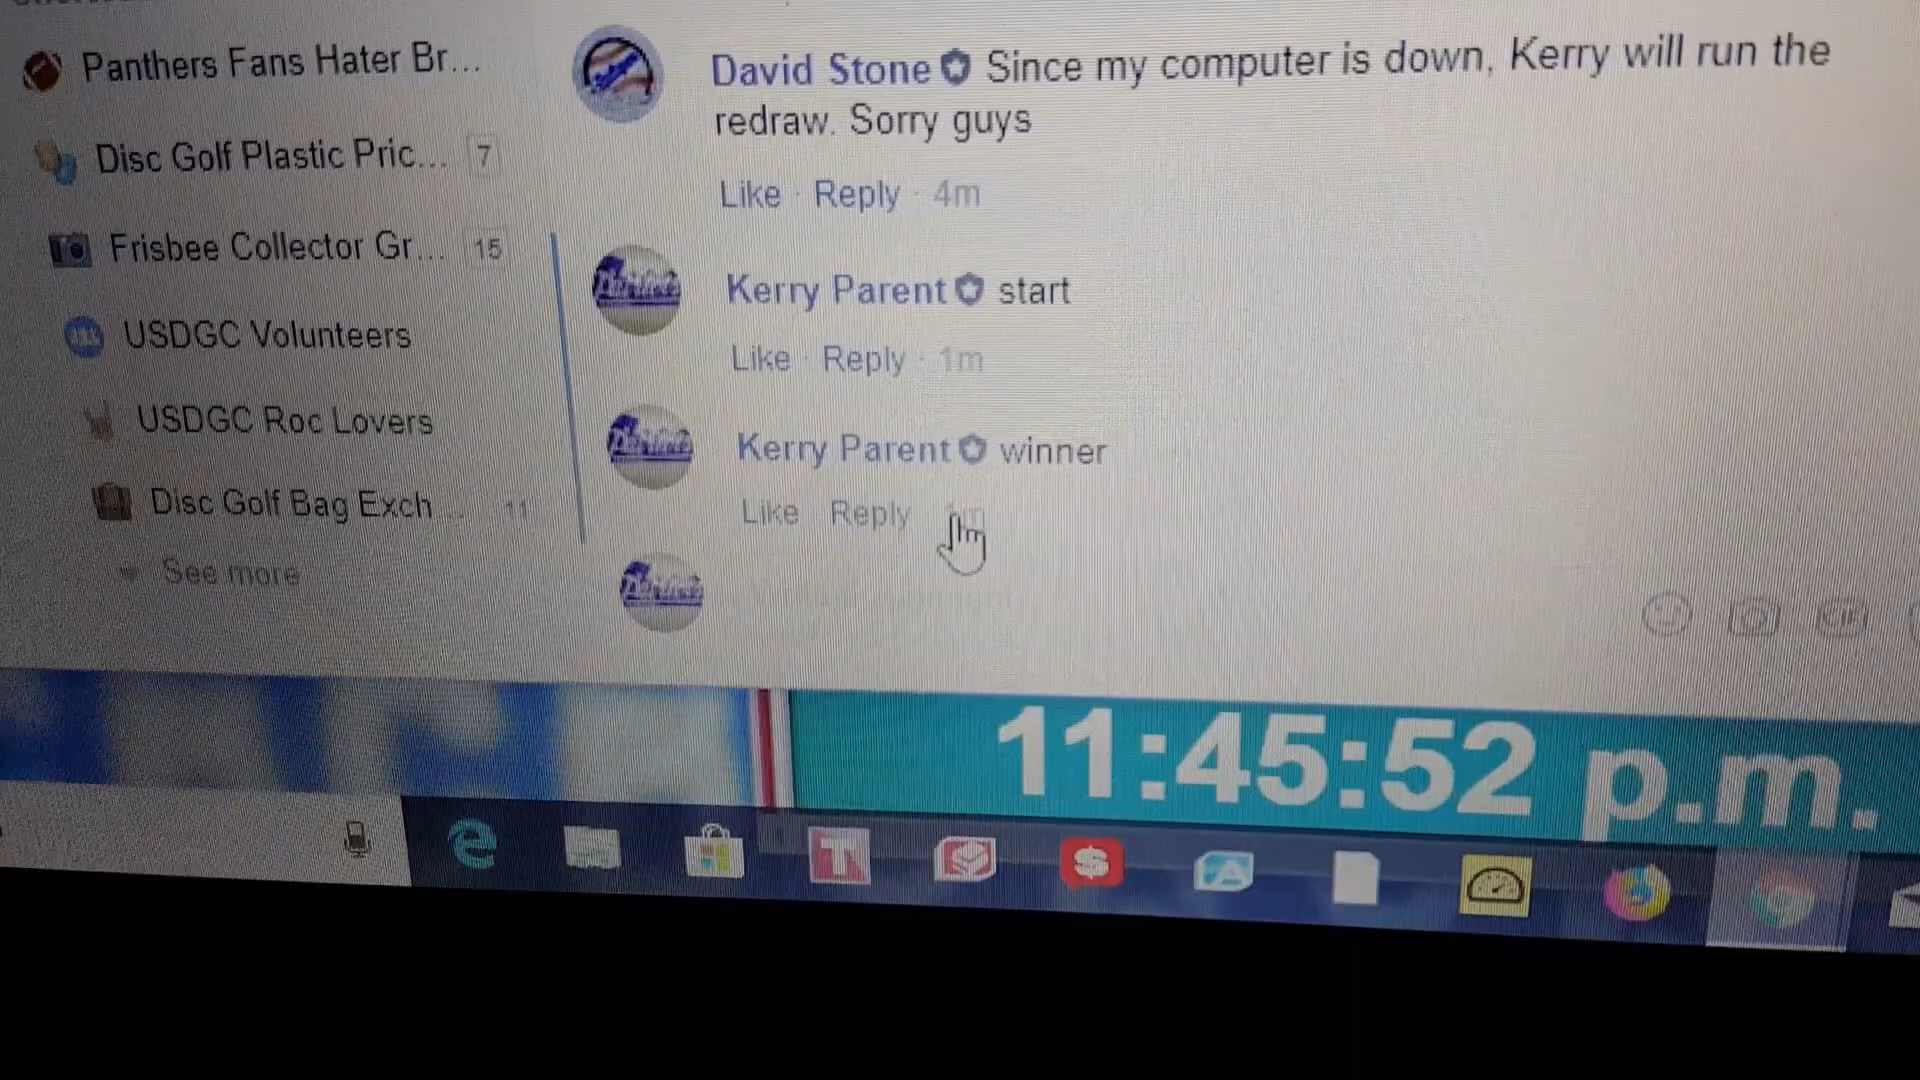 Panthers Fans Hater Br...
Disc Golf Plastic Pric... 7
Frisbee Collector Gr... 15
USDGC Volunteers
USDGC Roc Lovers
Disc Golf Bag Exch... 11
See more
David Stone Since my computer is down, Kerry will run the
redraw. Sorry guys
Like · Reply · 4m
Kerry Parent start
Like · Reply · 1m
Kerry Parent winner
Like Reply
11:45:52 p.m.